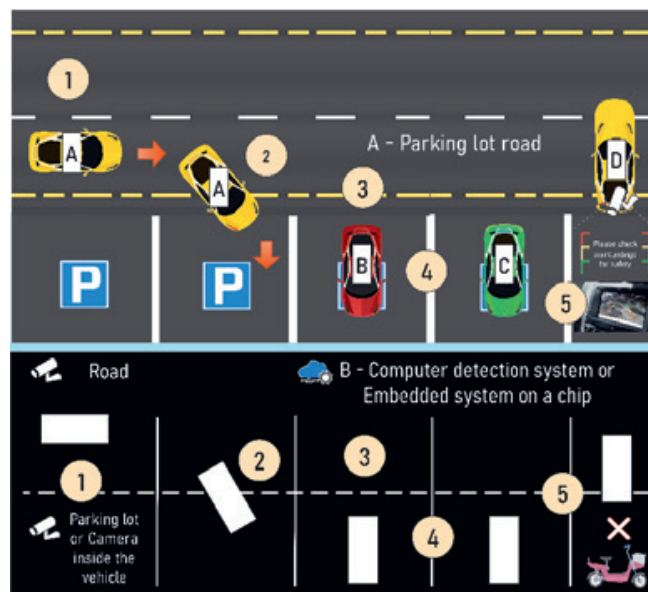 1
A
A
2
A - Parking lot road
D
3
P
P
B
4
C
5
Please check
surroundings
for safety
Road
B - Computer detection system or
Embedded system on a chip
1
2
3
4
5
Parking lot
or Camera
inside the
vehicle